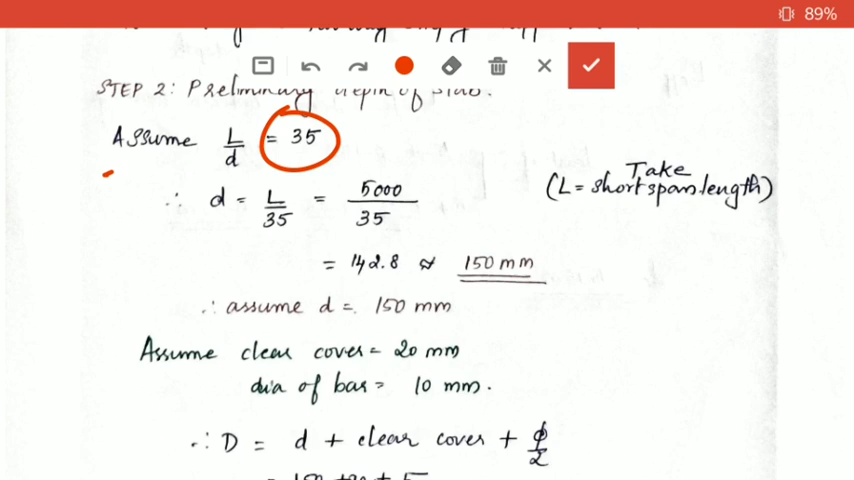 89%
STEP 2: Preliminary depth of slab.
Assume L/d = 35
∴ d = L/35 = 5000/35
Take
(L = short span length)
= 142.8 ≈ 150 mm
∴ assume d = 150 mm
Assume clear cover = 20 mm
dia of bar = 10 mm.
∴ D = d + clear cover + ϕ/2